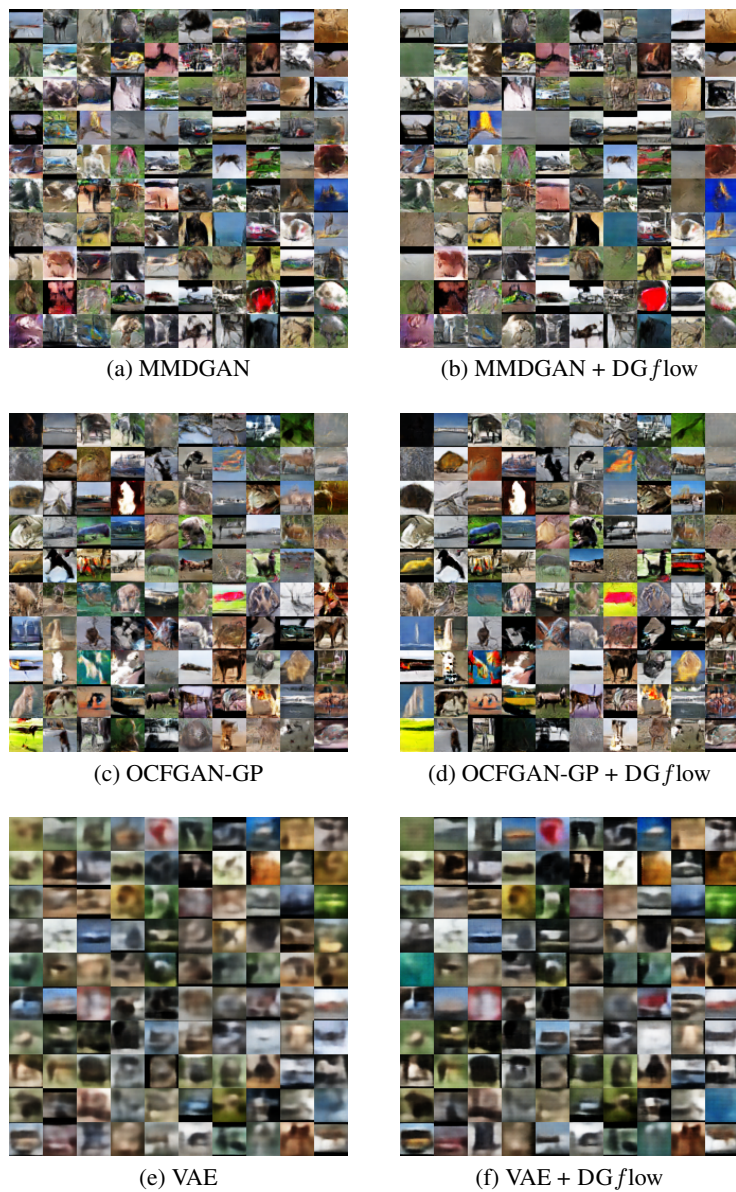 (a) MMDGAN
(b) MMDGAN + DGflow
(c) OCFGAN-GP
(d) OCFGAN-GP + DGflow
(e) VAE
(f) VAE + DGflow